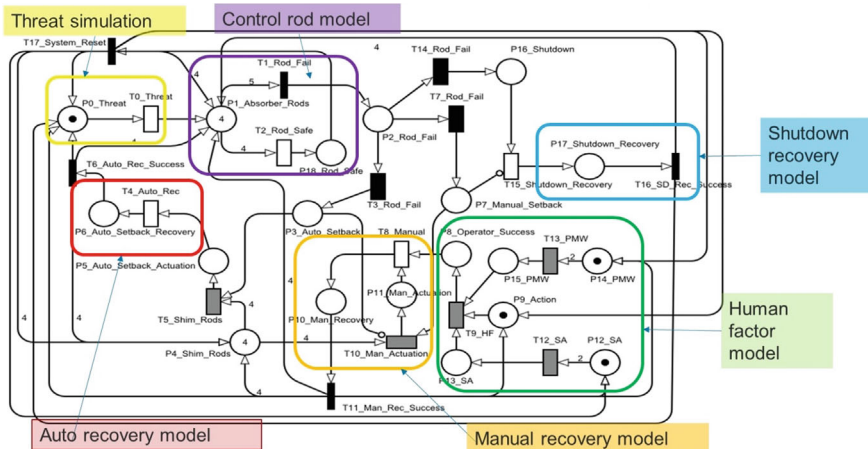 Threat simulation
Control rod model
T17_System_Reset
4
T14_Rod_Fail
P16_Shutdown
T1_Rod_Fail
4
5
P0_Threat
T0_Threat
P1_Absorber_Rods
T7_Rod_Fail
4
T2_Rod_Safe
P2_Rod_Fail
4
P17_Shutdown_Recovery
Shutdown
recovery
model
T6_Auto_Rec_Success
P18_Rod_Safe
T15_Shutdown_Recovery
T16_SD_Rec_Success
T4_Auto_Rec
T3_Rod_Fail
P7_Manual_Setback
P6_Auto_Setback_Recovery
P3_Auto_Setback
T8_Manual
P8_Operator_Success
T13_PMW
2
P5_Auto_Setback_Actuation
P15_PMW
P14_PMW
4
P11_Man_Actuation
P10_Man_Recovery
P9_Action
Human
factor
model
T5_Shim_Rods
T9_HF
T12_SA
P12_SA
4
4
4
P4_Shim_Rods
T10_Man_Actuation
2
P13_SA
4
T11_Man_Rec_Success
Auto recovery model
Manual recovery model